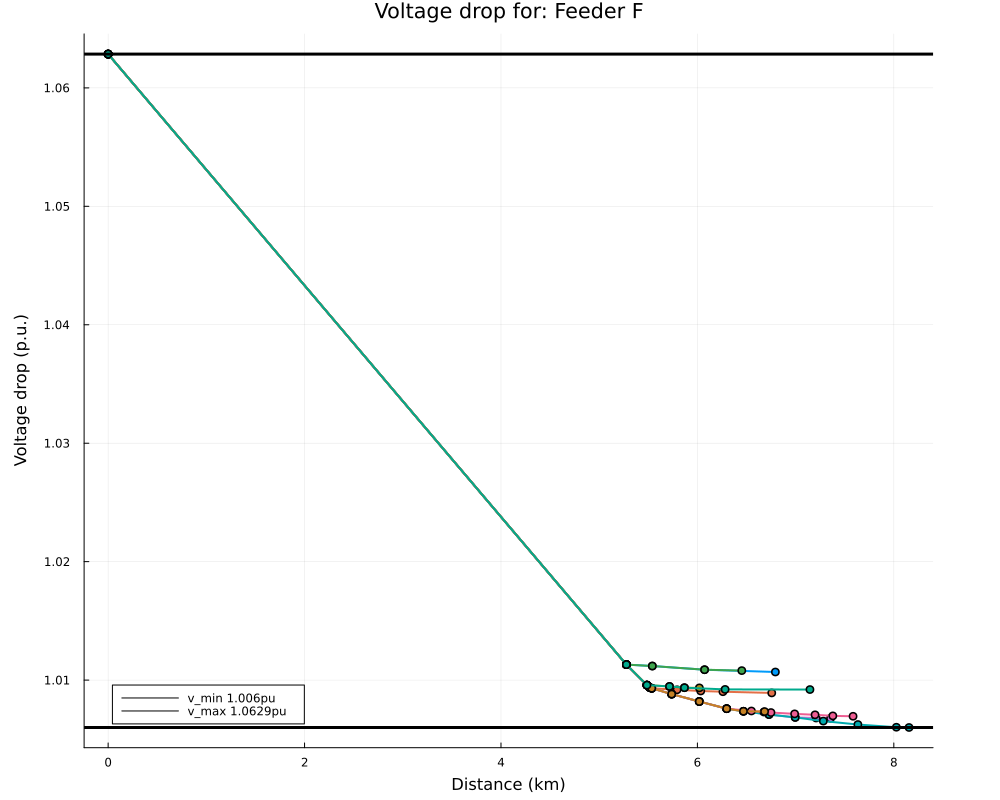 Voltage drop for: Feeder F
Voltage drop (p.u.)
1.06
1.05
1.04
1.03
1.02
1.01
v_min 1.006pu
v_max 1.0629pu
0 2 4 6 8
Distance (km)